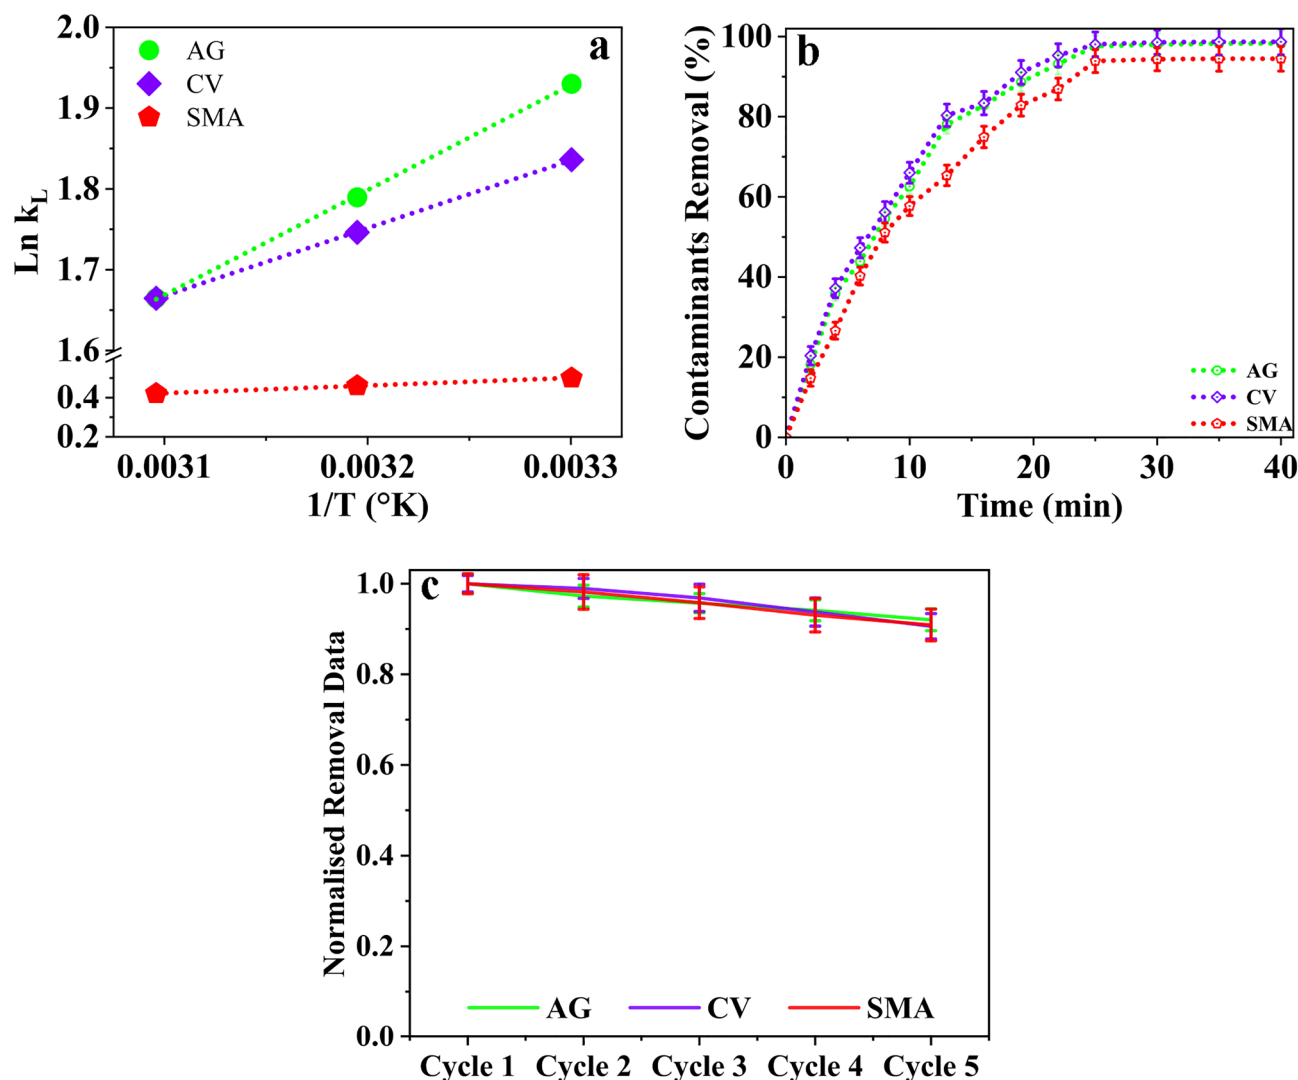 a
AG
CV
SMA
2.0
1.9
1.8
1.7
1.6
0.4
0.2
Ln kL
0.0031 0.0032 0.0033
1/T (°K)
b
100
80
60
40
20
0
Contaminants Removal (%)
AG
CV
SMA
0 10 20 30 40
Time (min)
c
1.0
0.8
0.6
0.4
0.2
0.0
Normalised Removal Data
AG CV SMA
Cycle 1 Cycle 2 Cycle 3 Cycle 4 Cycle 5